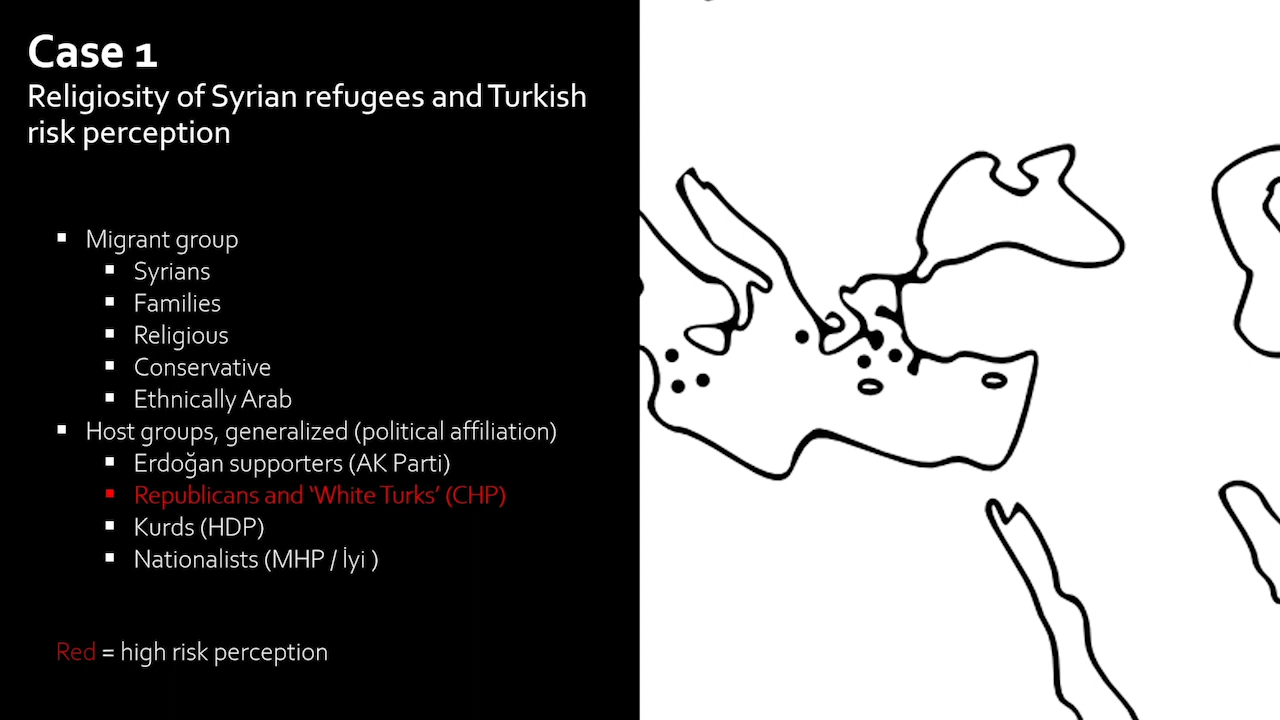 Case 1
Religiosity of Syrian refugees and Turkish
risk perception
Migrant group
Syrians
Families
Religious
Conservative
Ethnically Arab
Host groups, generalized (political affiliation)
Erdoğan supporters (AK Parti)
Republicans and ‘White Turks’ (CHP)
Kurds (HDP)
Nationalists (MHP / İyi )
Red = high risk perception